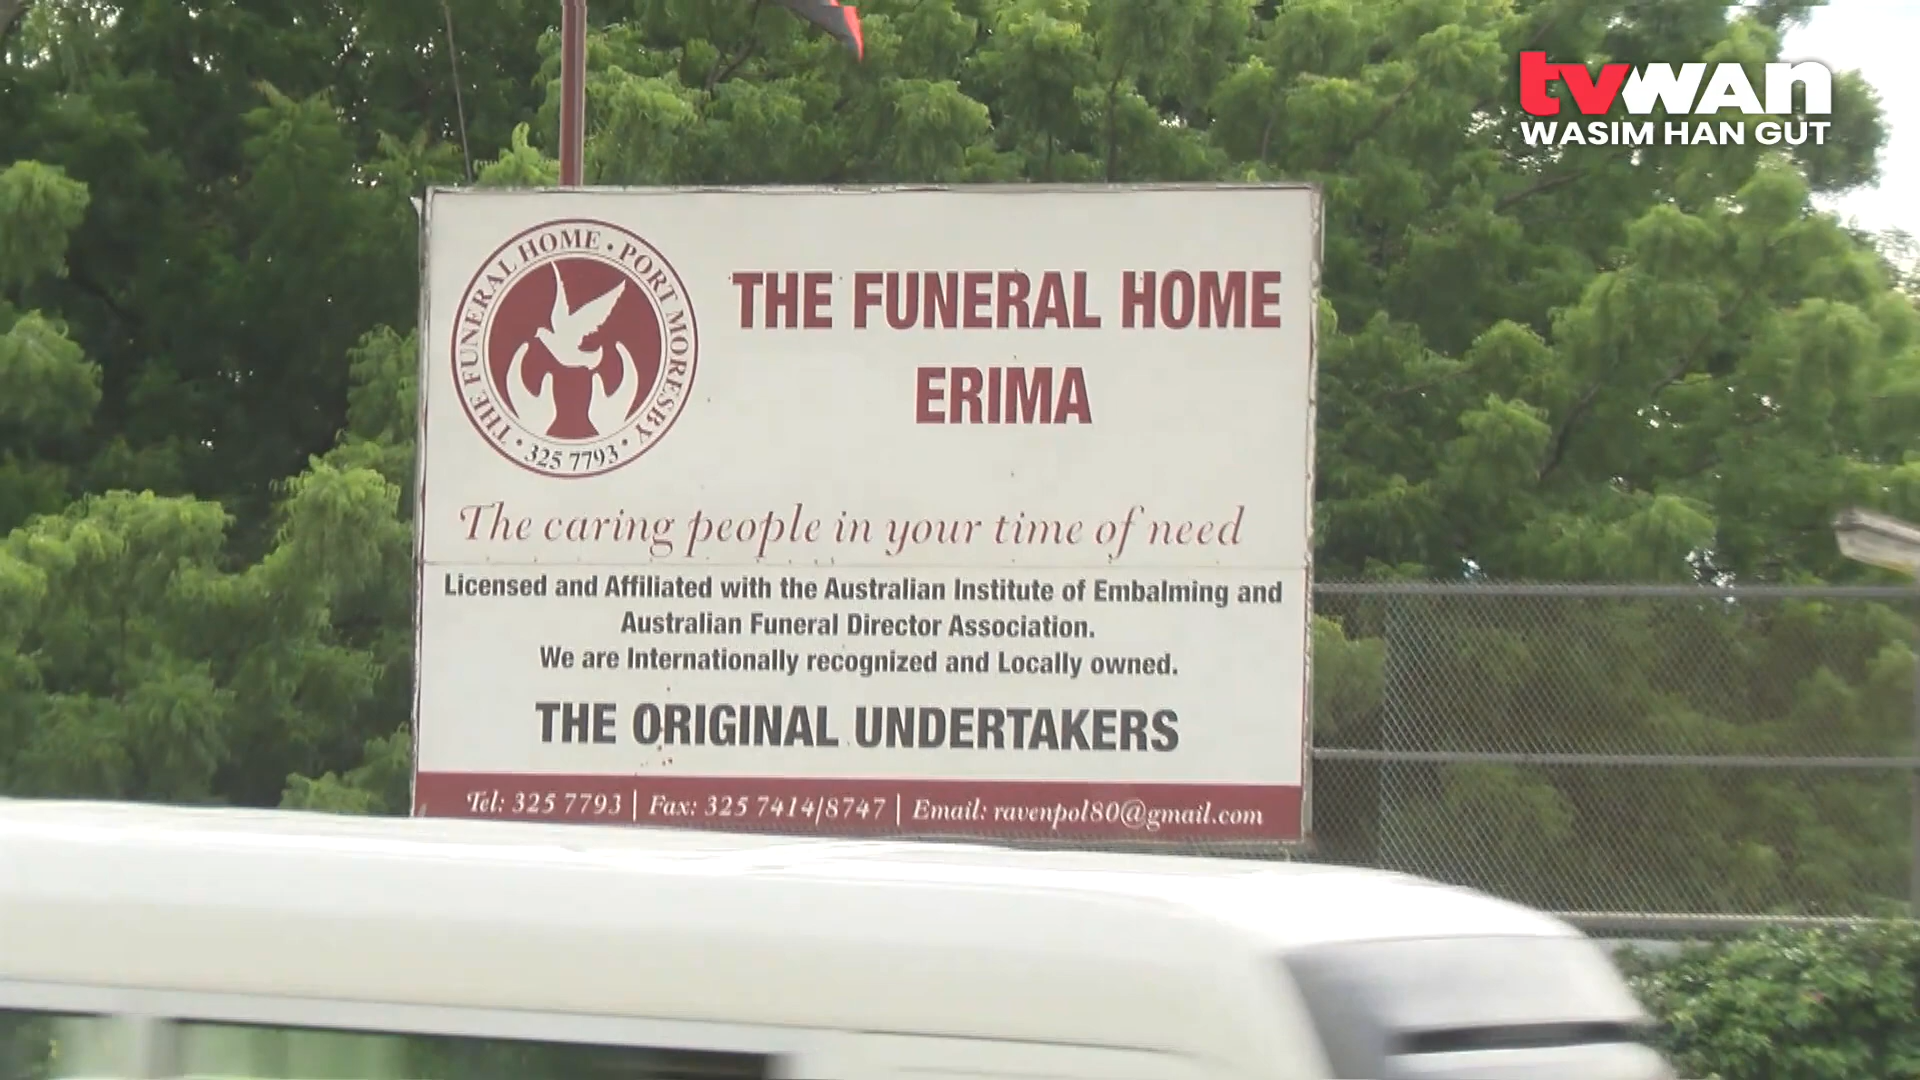 tvwan
WASIM HAN GUT
THE FUNERAL HOME • PORT MORESBY
• 325 7793 •
THE FUNERAL HOME
ERIMA
The caring people in your time of need
Licensed and Affiliated with the Australian Institute of Embalming and
Australian Funeral Director Association.
We are Internationally recognized and Locally owned.
THE ORIGINAL UNDERTAKERS
Tel: 325 7793 | Fax: 325 7414/8747 | Email: ravenpol80@gmail.com